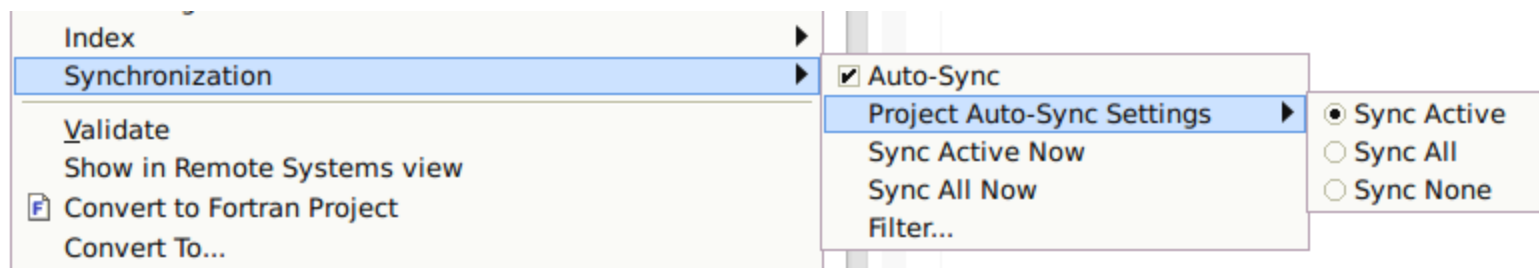 Index
Synchronization
Validate
Show in Remote Systems view
F
Convert to Fortran Project
Convert To...
Auto-Sync
Project Auto-Sync Settings
Sync Active Now
Sync All Now
Filter...
Sync Active
Sync All
Sync None